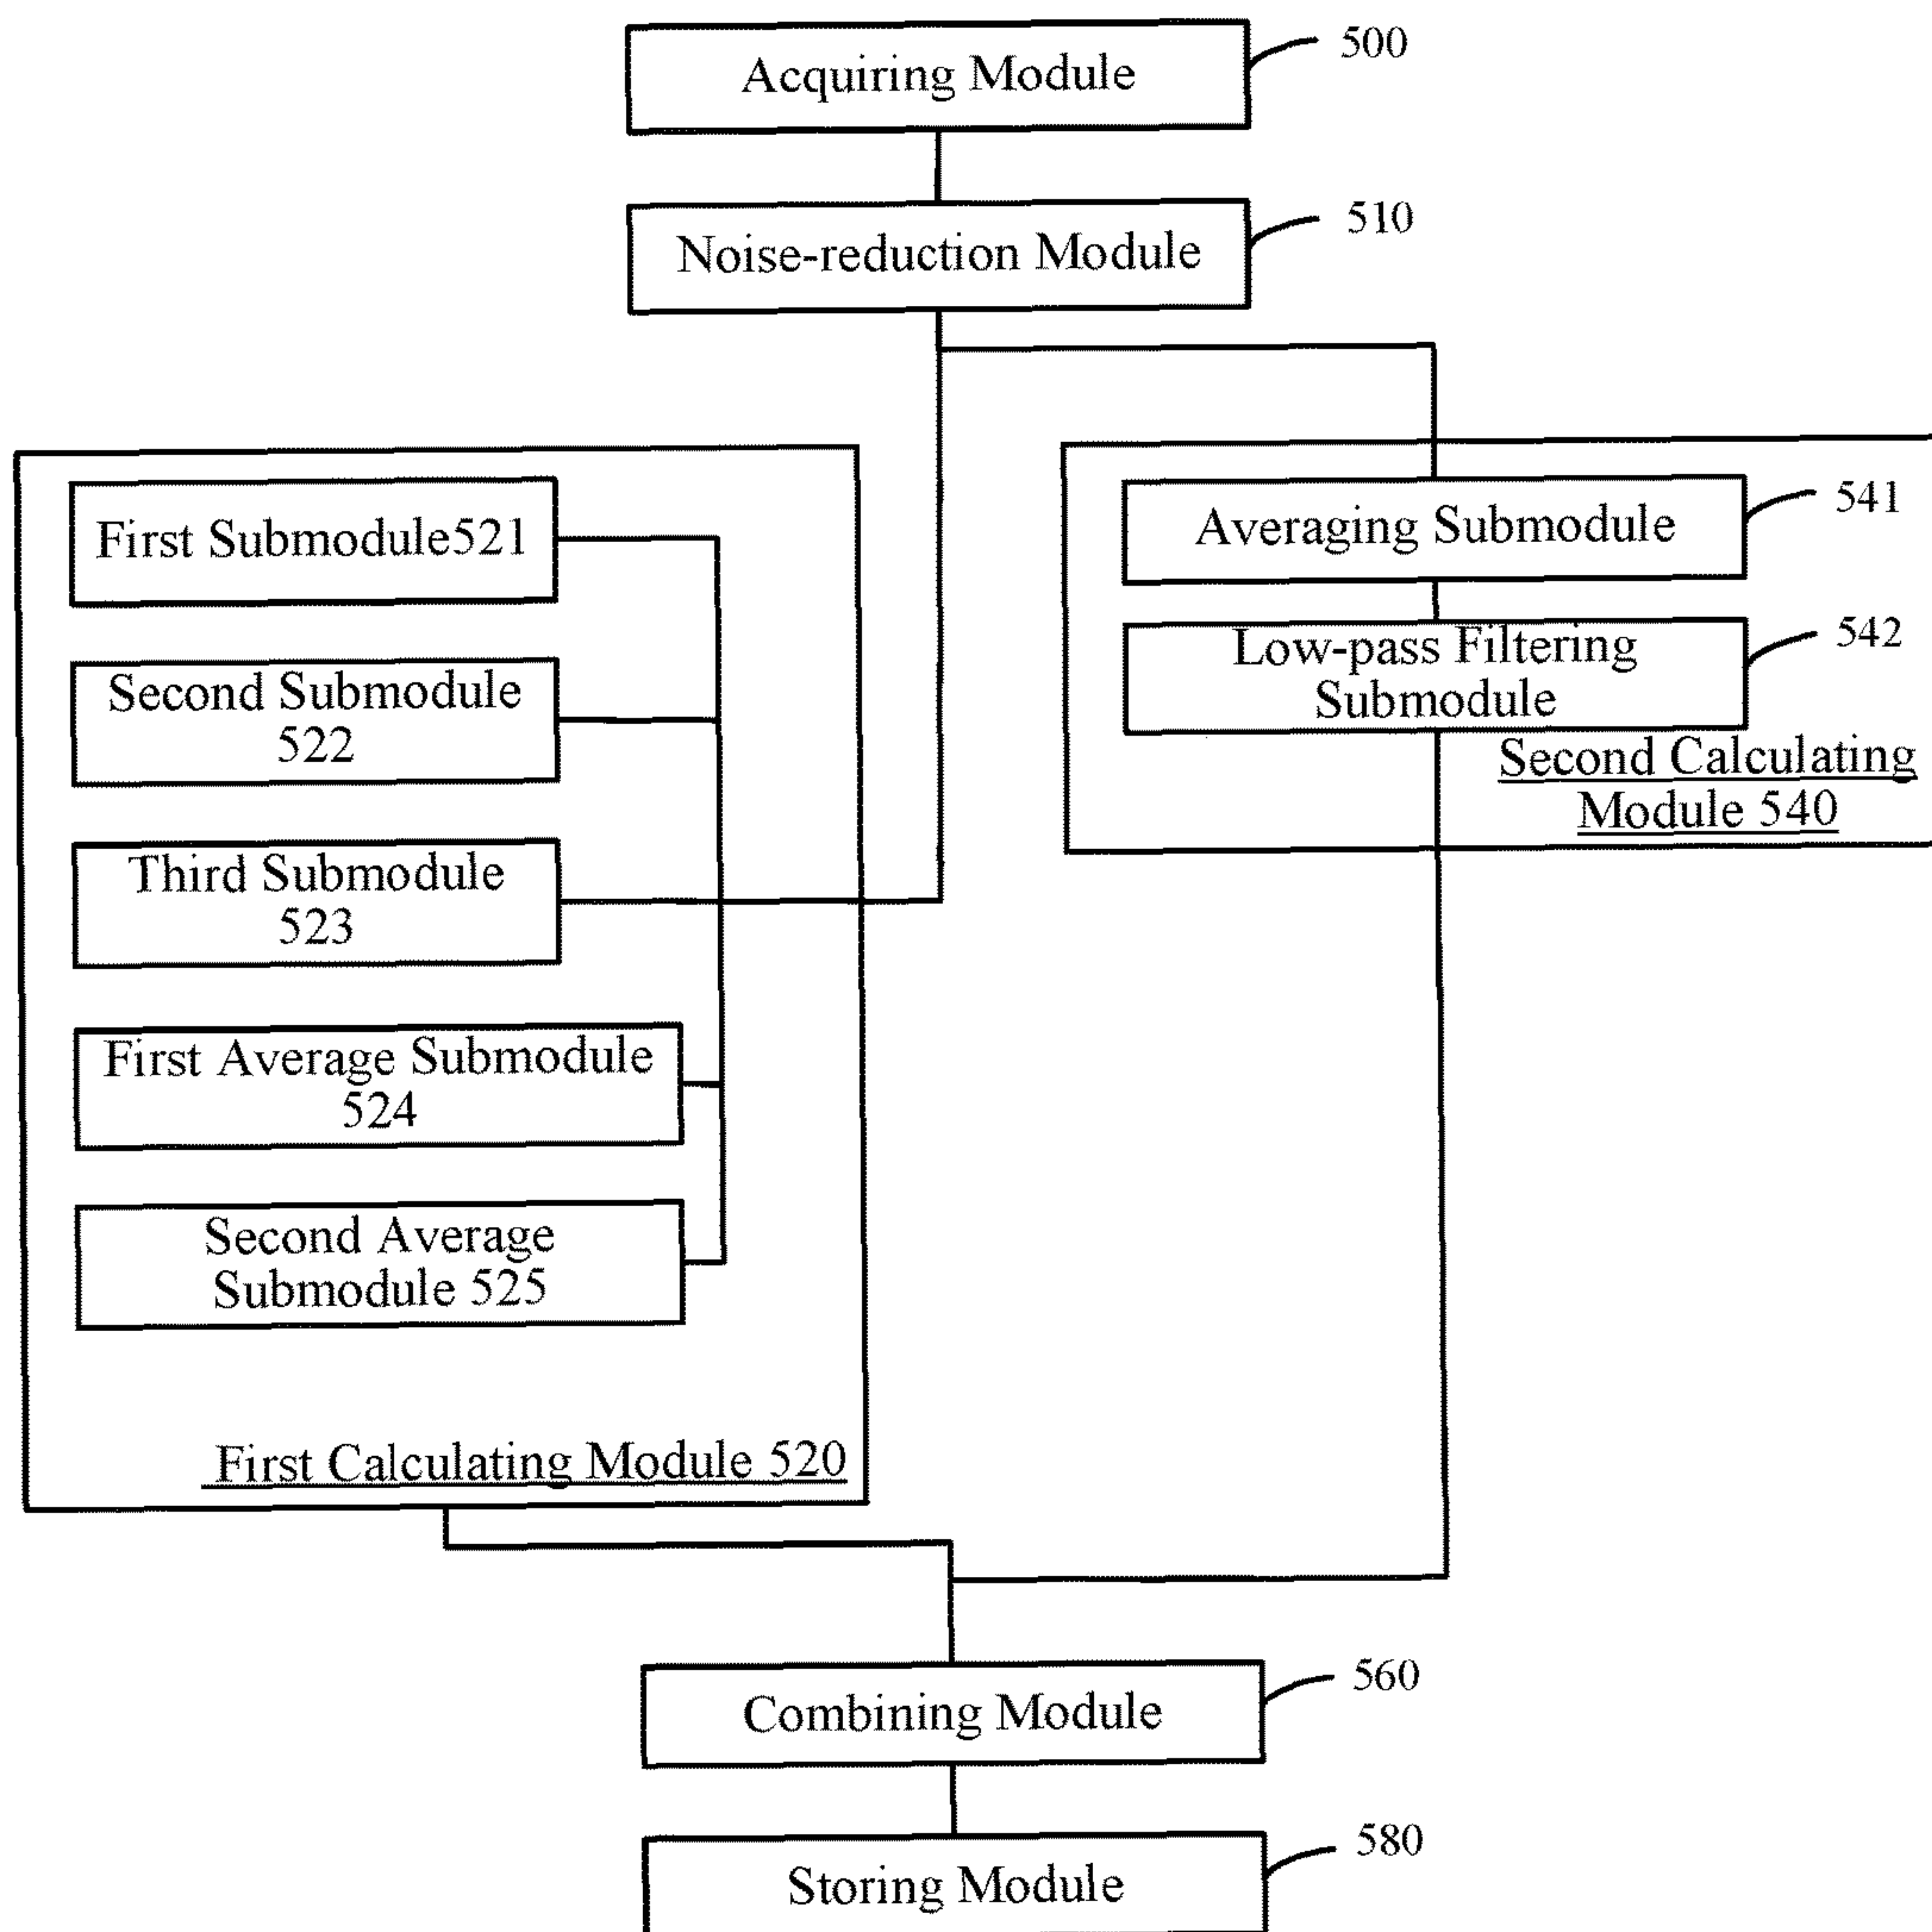 Acquiring Module
500
Noise-reduction Module
510
First Submodule521
Second Submodule
522
Third Submodule
523
First Average Submodule
524
Second Average
Submodule 525
First Calculating Module 520
Averaging Submodule
541
Low-pass Filtering
Submodule
542
Second Calculating
Module 540
Combining Module
560
Storing Module
580